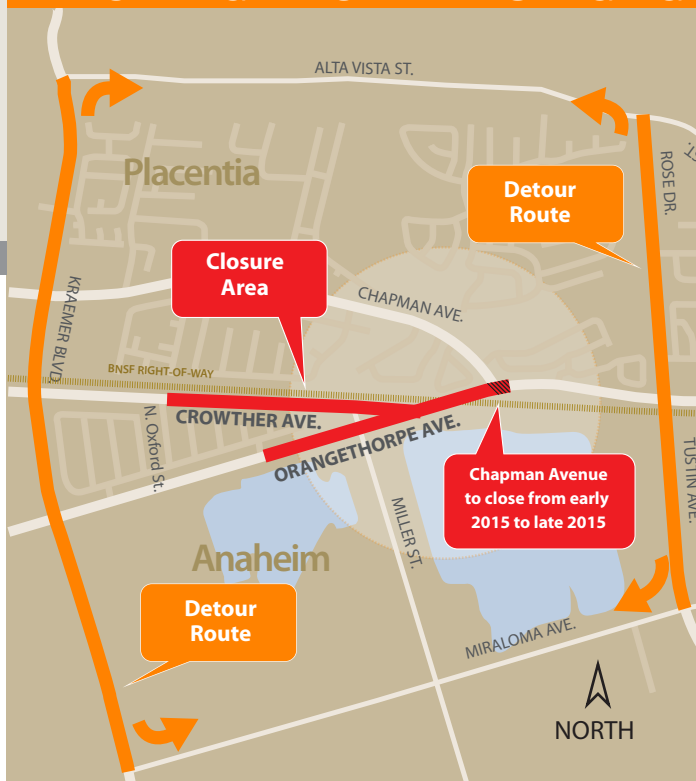 ALTA VISTA ST.
Placentia
Detour
Route
ROSE DR.
ST.
Closure
Area
CHAPMAN AVE.
KRAEMER BLVD.
BNSF RIGHT-OF-WAY
CROWTHER AVE.
ORANGETHORPE AVE.
N. Oxford St.
Chapman Avenue
to close from early
2015 to late 2015
TUSTIN AVE.
MILLER ST.
Anaheim
Detour
Route
MIRALOMA AVE.
NORTH